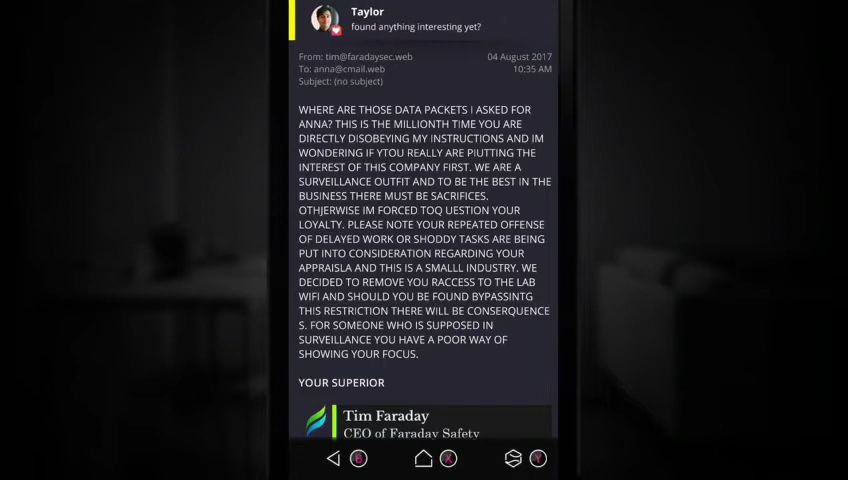 Taylor
found anything interesting yet?
From: tim@faradaysec.web 04 August 2017
To: anna@cmail.web 10:35 AM
Subject: (no subject)
WHERE ARE THOSE DATA PACKETS I ASKED FOR
ANNA? THIS IS THE MILLIONTH TIME YOU ARE
DIRECTLY DISOBEYING MY INSTRUCTIONS AND IM
WONDERING IF YTOU REALLY ARE PIUTTING THE
INTEREST OF THIS COMPANY FIRST. WE ARE A
SURVEILLANCE OUTFIT AND TO BE THE BEST IN THE
BUSINESS THERE MUST BE SACRIFICES.
OTHJERWISE IM FORCED TOQ UESTION YOUR
LOYALTY. PLEASE NOTE YOUR REPEATED OFFENSE
OF DELAYED WORK OR SHODDY TASKS ARE BEING
PUT INTO CONSIDERATION REGARDING YOUR
APPRAISLA AND THIS IS A SMALLL INDUSTRY. WE
DECIDED TO REMOVE YOU RACCESS TO THE LAB
WIFI AND SHOULD YOU BE FOUND BYPASSINTG
THIS RESTRICTION THERE WILL BE CONSERQUENCE
S. FOR SOMEONE WHO IS SUPPOSED IN
SURVEILLANCE YOU HAVE A POOR WAY OF
SHOWING YOUR FOCUS.
YOUR SUPERIOR
Tim Faraday
CEO of Faraday Safety
B X Y